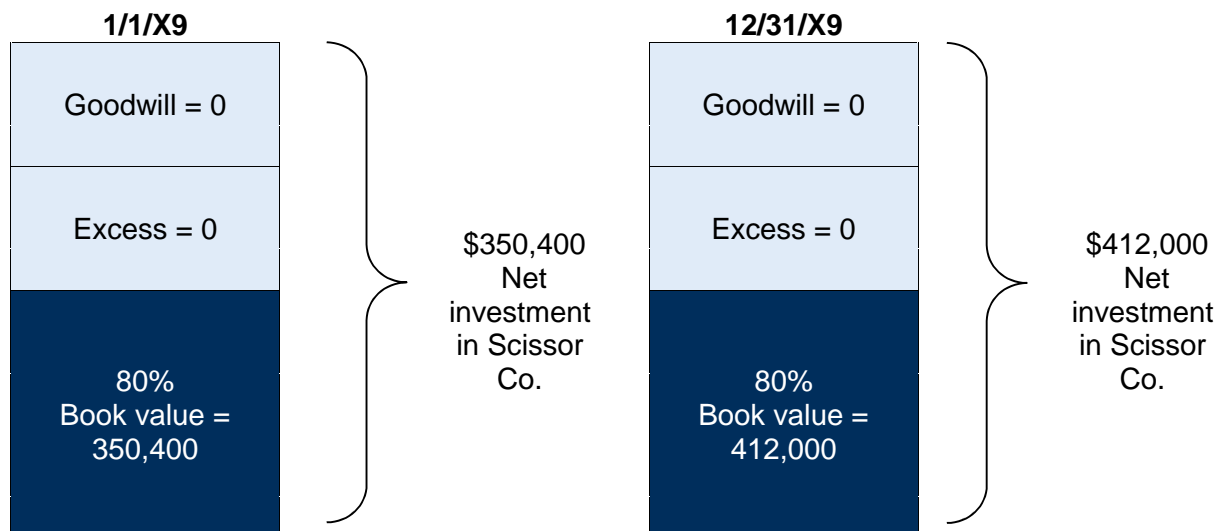 1/1/X9
Goodwill = 0
Excess = 0
80%
Book value =
350,400
$350,400
Net
investment
in Scissor
Co.
12/31/X9
Goodwill = 0
Excess = 0
80%
Book value =
412,000
$412,000
Net
investment
in Scissor
Co.